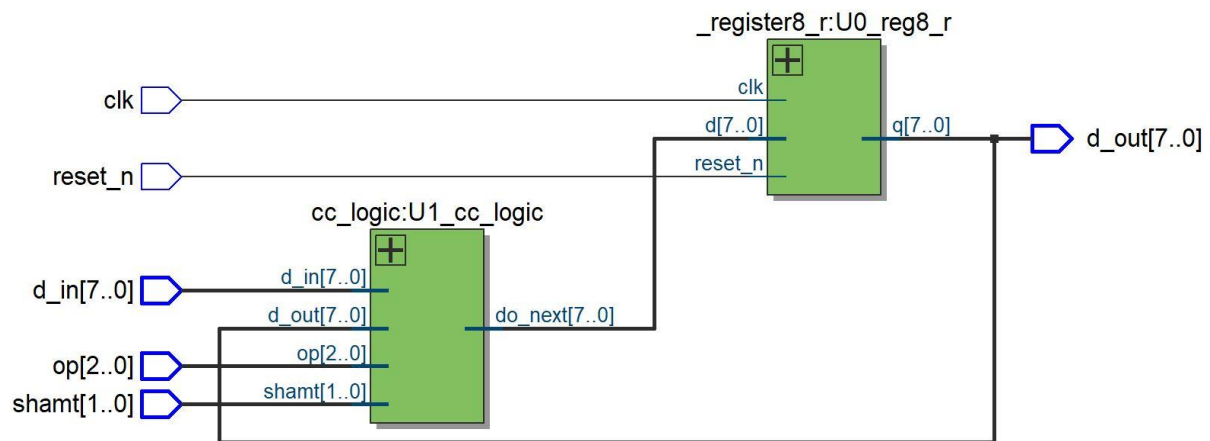 _register8_r:U0_reg8_r
clk
clk
d[7..0]
q[7..0]
d_out[7..0]
reset_n
reset_n
cc_logic:U1_cc_logic
d_in[7..0]
d_in[7..0]
d_out[7..0]
do_next[7..0]
op[2..0]
op[2..0]
shamt[1..0]
shamt[1..0]